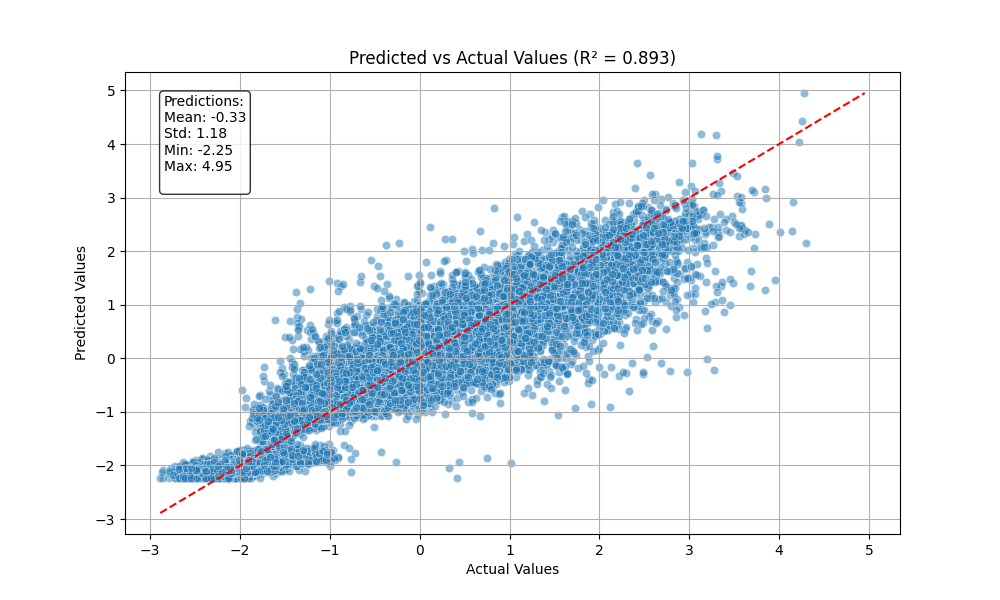 Predicted vs Actual Values (R² = 0.893)
Predictions:
Mean: -0.33
Std: 1.18
Min: -2.25
Max: 4.95
5
4
3
2
1
0
−1
−2
−3
Predicted Values
−3 −2 −1 0 1 2 3 4 5
Actual Values